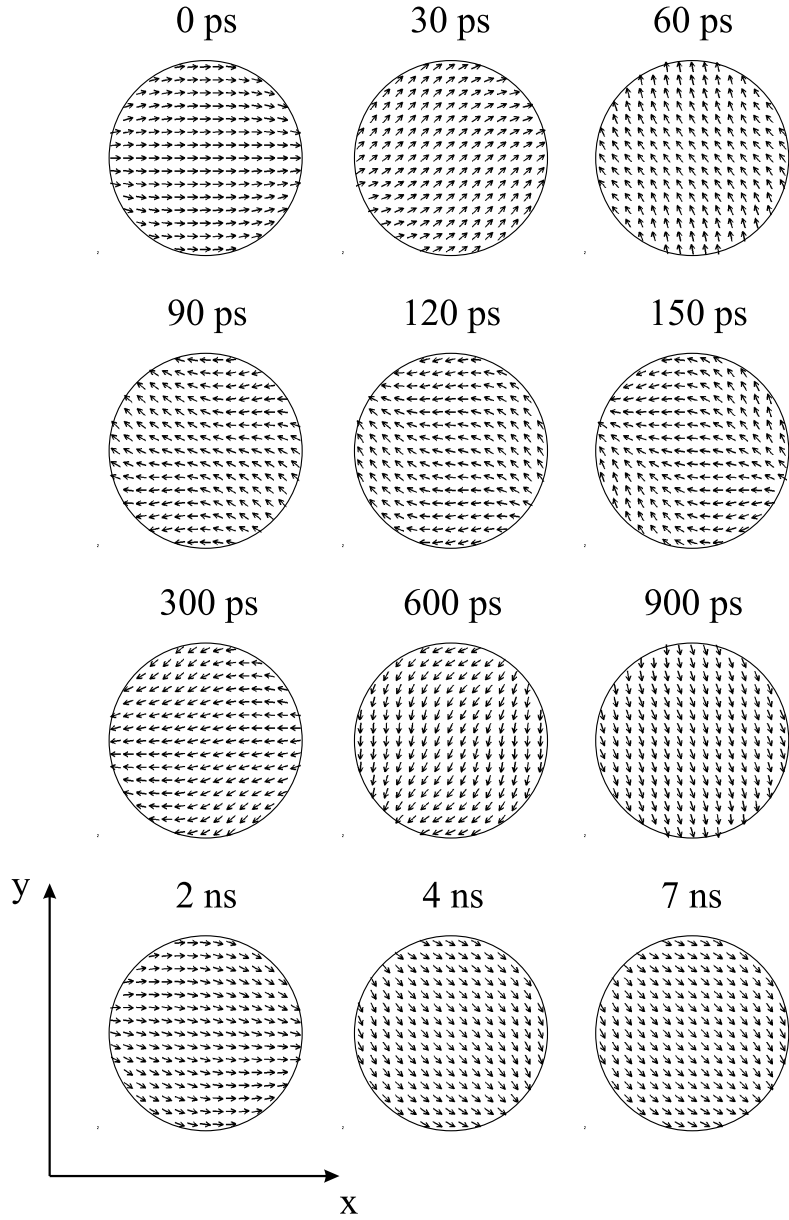 0 ps 30 ps 60 ps
, , ,
90 ps 120 ps 150 ps
, , ,
300 ps 600 ps 900 ps
, , ,
y 2 ns 4 ns 7 ns
, , ,
x